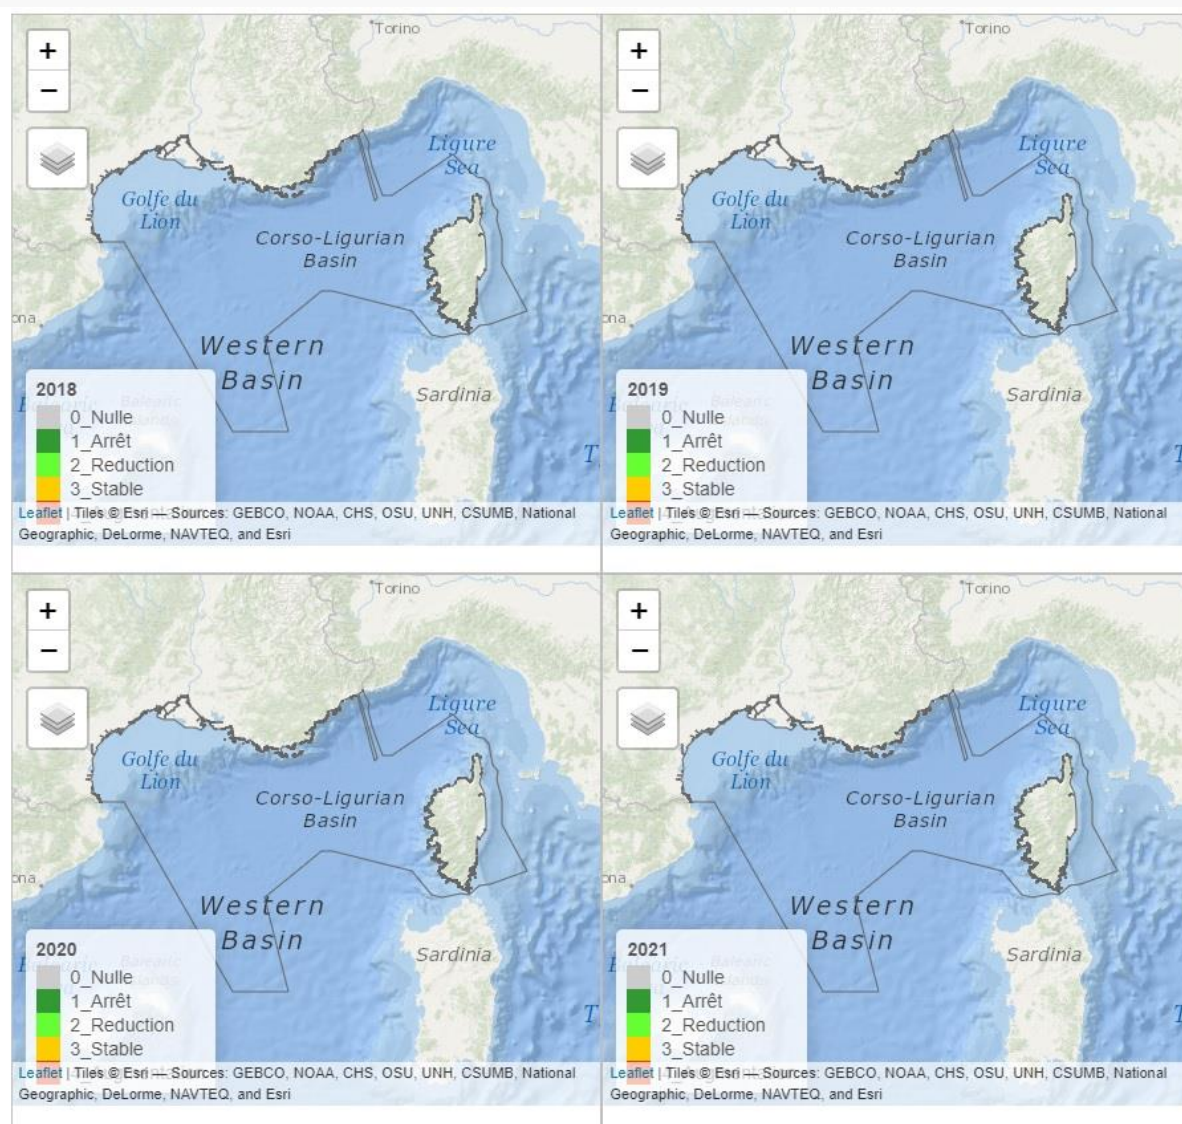 Torino
+
−
Ligure
Sea
Golfe du
Lion
Corso-Ligurian
Basin
ona
Western
Basin
Sardinia
2018
0_Nulle
1_Arrêt
2_Reduction
3_Stable
T
Leaflet | Tiles © Esri — Sources: GEBCO, NOAA, CHS, OSU, UNH, CSUMB, National
Geographic, DeLorme, NAVTEQ, and Esri
Torino
+
−
Ligure
Sea
Golfe du
Lion
Corso-Ligurian
Basin
ona
Western
Basin
Sardinia
2019
0_Nulle
1_Arrêt
2_Reduction
3_Stable
T
Leaflet | Tiles © Esri — Sources: GEBCO, NOAA, CHS, OSU, UNH, CSUMB, National
Geographic, DeLorme, NAVTEQ, and Esri
Torino
+
−
Ligure
Sea
Golfe du
Lion
Corso-Ligurian
Basin
ona
Western
Basin
Sardinia
2020
0_Nulle
1_Arrêt
2_Reduction
3_Stable
T
Leaflet | Tiles © Esri — Sources: GEBCO, NOAA, CHS, OSU, UNH, CSUMB, National
Geographic, DeLorme, NAVTEQ, and Esri
Torino
+
−
Ligure
Sea
Golfe du
Lion
Corso-Ligurian
Basin
ona
Western
Basin
Sardinia
2021
0_Nulle
1_Arrêt
2_Reduction
3_Stable
T
Leaflet | Tiles © Esri — Sources: GEBCO, NOAA, CHS, OSU, UNH, CSUMB, National
Geographic, DeLorme, NAVTEQ, and Esri